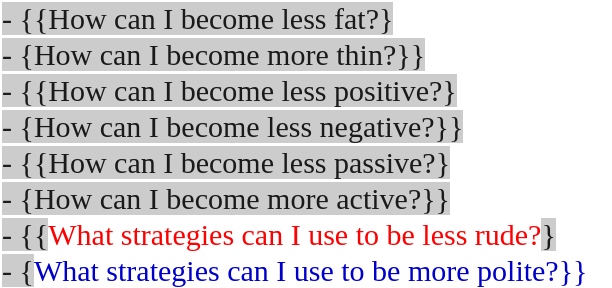 - {{How can I become less fat?}
- {How can I become more thin?}}
- {{How can I become less positive?}
- {How can I become less negative?}}
- {{How can I become less passive?}
- {How can I become more active?}}
- {{What strategies can I use to be less rude?}
- {What strategies can I use to be more polite?}}